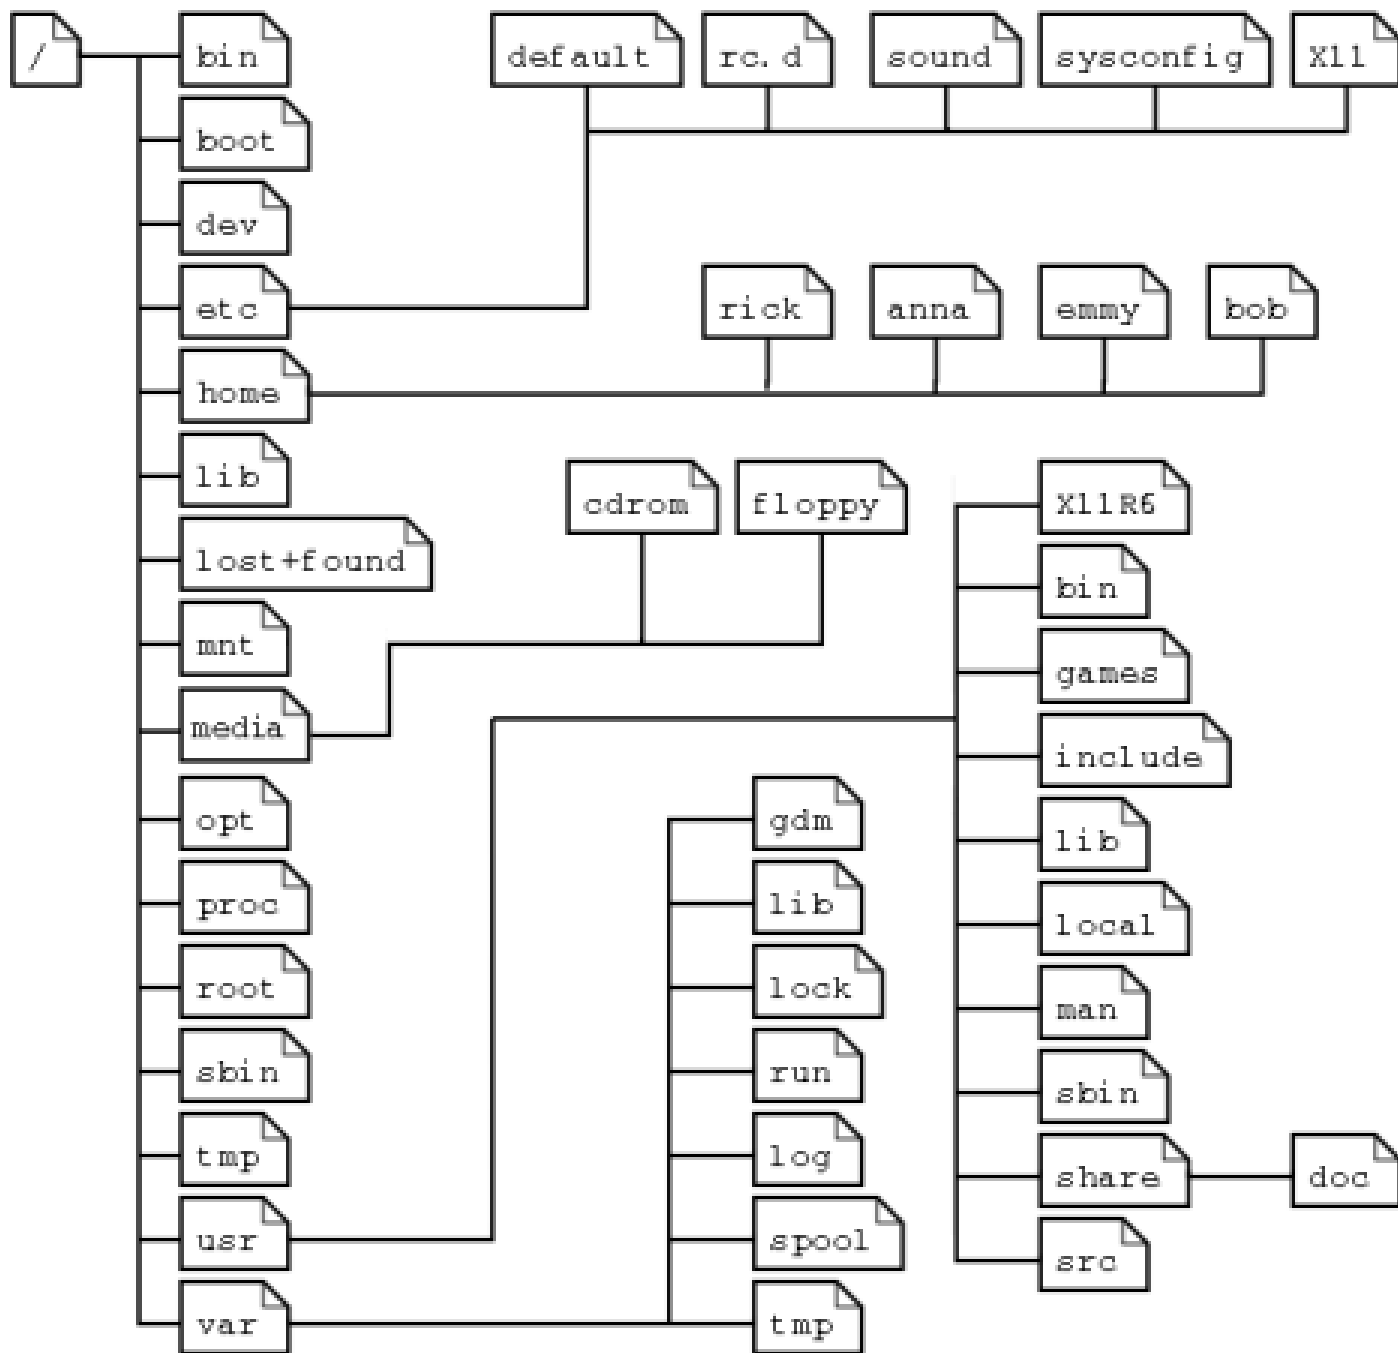 /
bin
default
rc.d
sound
sysconfig
X11
boot
dev
etc
rick
anna
emmy
bob
home
lib
cdrom
floppy
X11R6
lost+found
bin
mnt
games
media
include
opt
gdm
lib
proc
lib
local
root
lock
man
sbin
run
sbin
tmp
log
share
doc
usr
spool
src
var
tmp